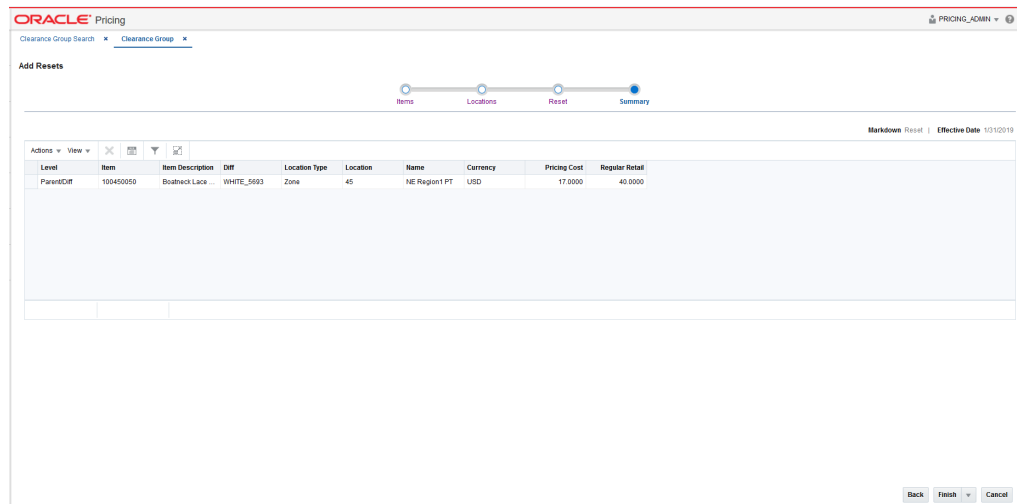 ORACLE® Pricing PRICING_ADMIN
Clearance Group Search × Clearance Group ×
Add Resets
Items Locations Reset Summary
Markdown Reset | Effective Date 1/31/2019
Actions View
Level Item Item Description Diff Location Type Location Name Currency Pricing Cost Regular Retail
Parent/Diff 100450050 Boatneck Lace ... WHITE_5693 Zone 45 NE Region1 PT USD 17.0000 40.0000
Back Finish Cancel